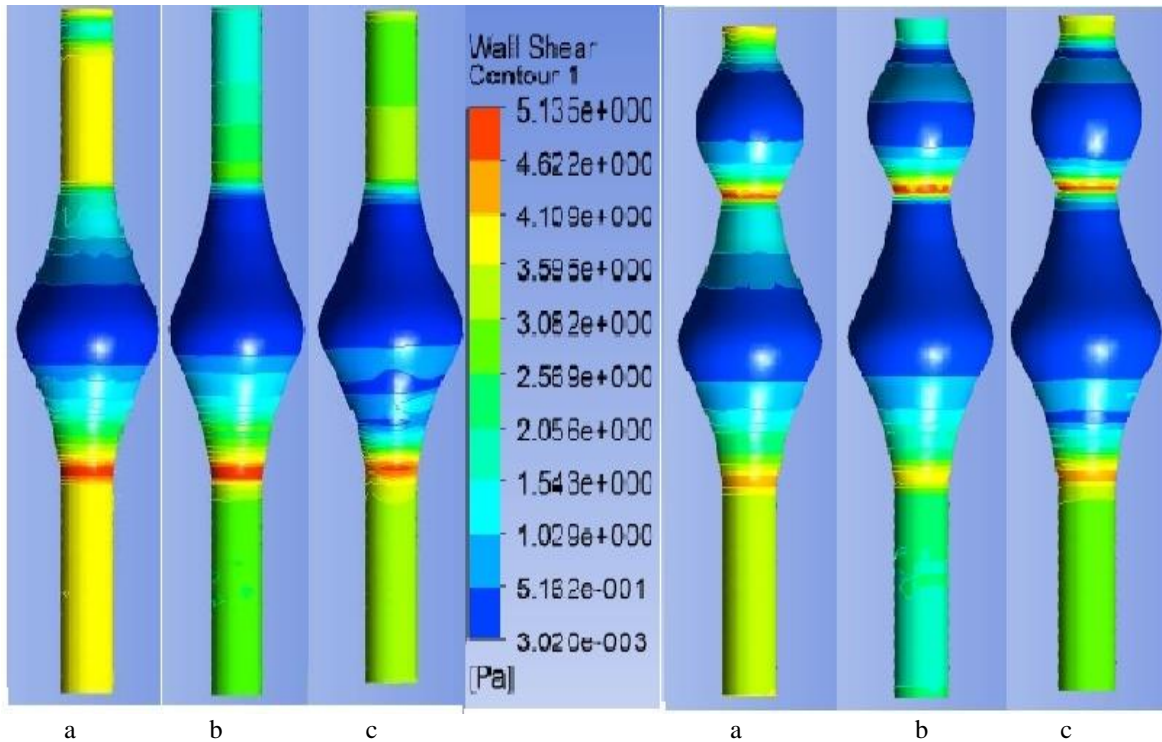 Wall Shear
Contour 1
5.135e+000
4.622e+000
4.109e+000
3.595e+000
3.082e+000
2.569e+000
2.056e+000
1.543e+000
1.029e+000
5.162e-001
3.020e-003
[Pa]
a b c a b c